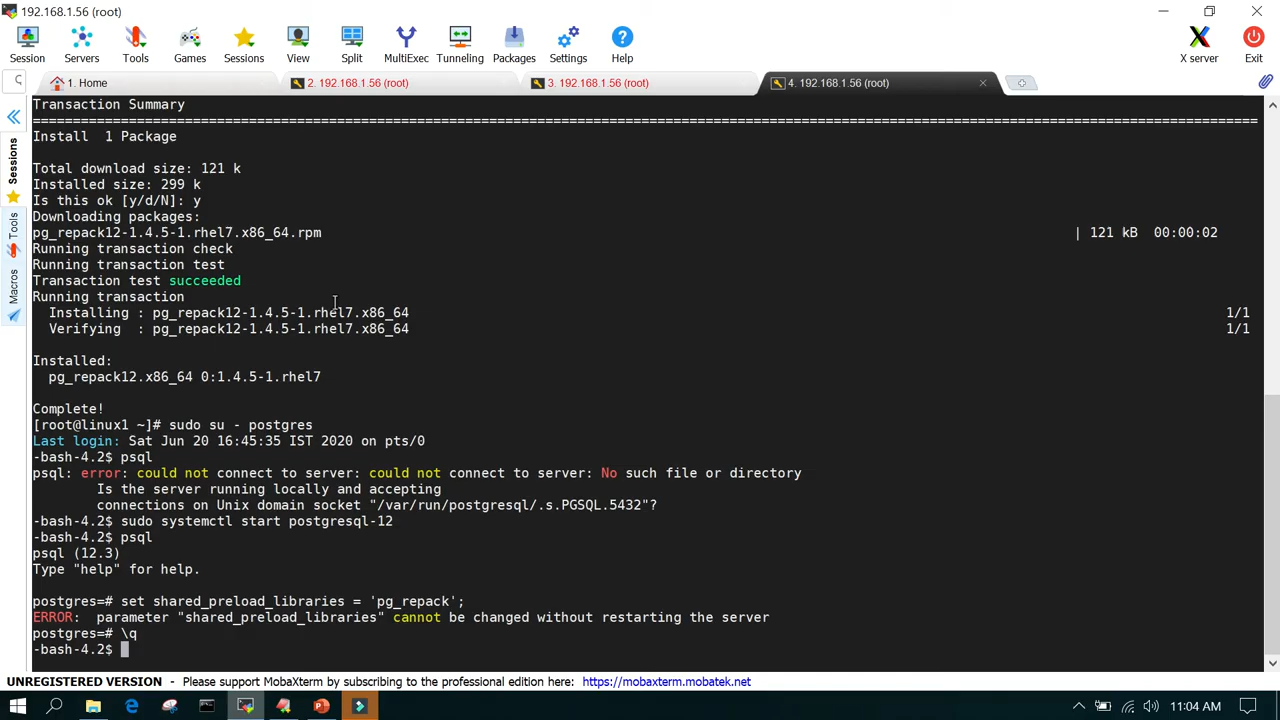 192.168.1.56 (root)
Session Servers Tools Games Sessions View Split MultiExec Tunneling Packages Settings Help X server Exit
1. Home 2. 192.168.1.56 (root) 3. 192.168.1.56 (root) 4. 192.168.1.56 (root)
Sessions
Tools
Macros
Transaction Summary
================================================================================
Install  1 Package
Total download size: 121 k
Installed size: 299 k
Is this ok [y/d/N]: y
Downloading packages:
pg_repack12-1.4.5-1.rhel7.x86_64.rpm | 121 kB  00:00:02
Running transaction check
Running transaction test
Transaction test succeeded
Running transaction
Installing : pg_repack12-1.4.5-1.rhel7.x86_64 1/1
Verifying  : pg_repack12-1.4.5-1.rhel7.x86_64 1/1
Installed:
pg_repack12.x86_64 0:1.4.5-1.rhel7
Complete!
[root@linux1 ~]# sudo su - postgres
Last login: Sat Jun 20 16:45:35 IST 2020 on pts/0
-bash-4.2$ psql
psql: error: could not connect to server: could not connect to server: No such file or directory
Is the server running locally and accepting
connections on Unix domain socket "/var/run/postgresql/.s.PGSQL.5432"?
-bash-4.2$ sudo systemctl start postgresql-12
-bash-4.2$ psql
psql (12.3)
Type "help" for help.
postgres=# set shared_preload_libraries = 'pg_repack';
ERROR:  parameter "shared_preload_libraries" cannot be changed without restarting the server
postgres=# \q
-bash-4.2$
UNREGISTERED VERSION - Please support MobaXterm by subscribing to the professional edition here: https://mobaxterm.mobatek.net
11:04 AM